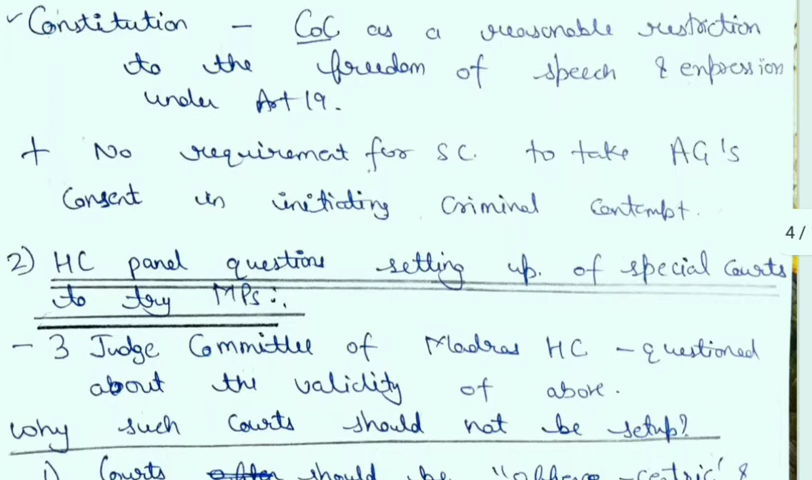 ✓Constitution - CoC as a reasonable restriction
to the freedom of speech & enpression
under Art 19.
+ No requirement for SC. to take AG's
Consent in initiating Criminal Contempt.
4/
2) HC panel questions setting up. of special Courts
to try MPs:.
- 3 Judge Committee of Madras HC - questioned
about the validity of above.
why such Courts should not be setup?
1) Courts should be "offence-centric" &